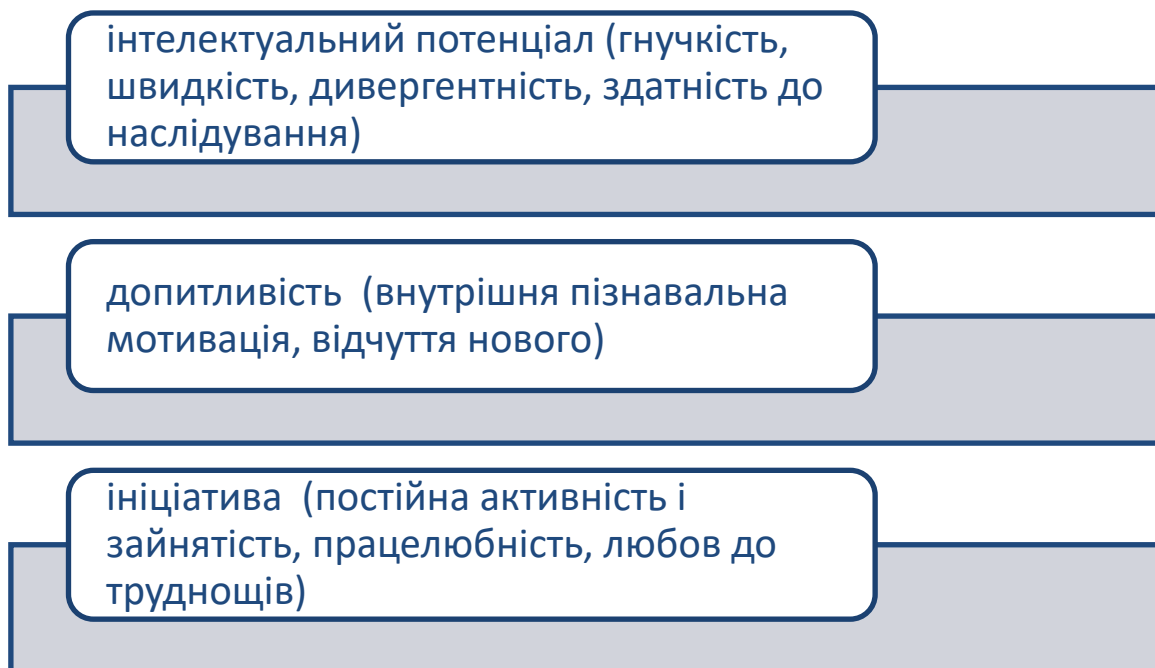 інтелектуальний потенціал (гнучкість,
швидкість, дивергентність, здатність до
наслідування)
допитливість  (внутрішня пізнавальна
мотивація, відчуття нового)
ініціатива  (постійна активність і
зайнятість, працелюбність, любов до
труднощів)